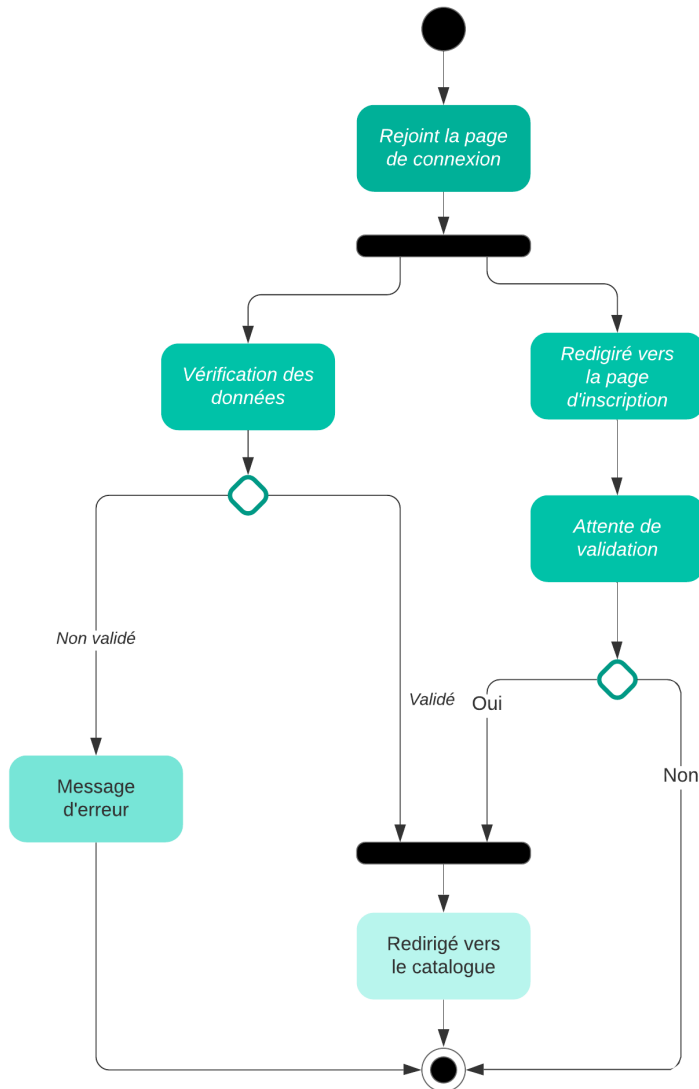 Rejoint la page
de connexion
Vérification des
données
Redigiré vers
la page
d'inscription
Attente de
validation
Non validé
Validé
Oui
Non
Message
d'erreur
Redirigé vers
le catalogue